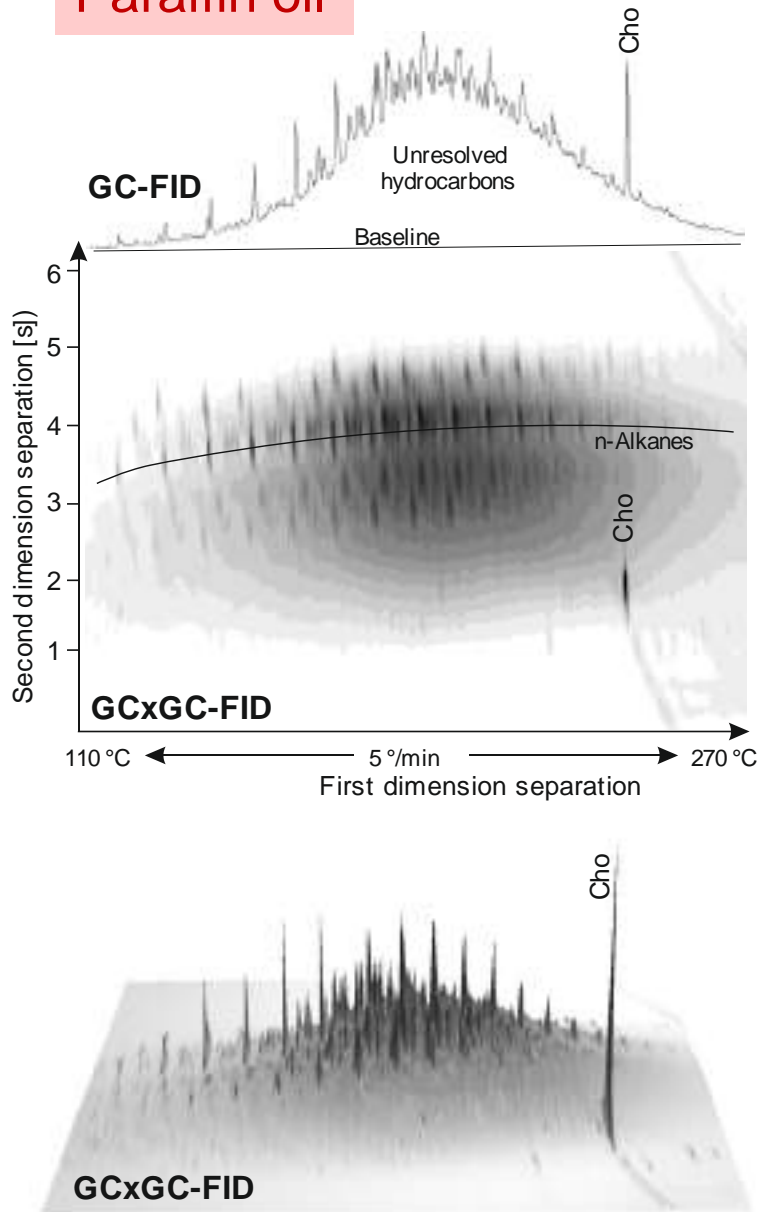 Paraffin oil
Cho
GC-FID
Unresolved
hydrocarbons
Baseline
6
5
4
3
2
1
Second dimension separation [s])
n-Alkanes
Cho
GCxGC-FID
110 °C
5 °/min
270 °C
First dimension separation
Cho
GCxGC-FID